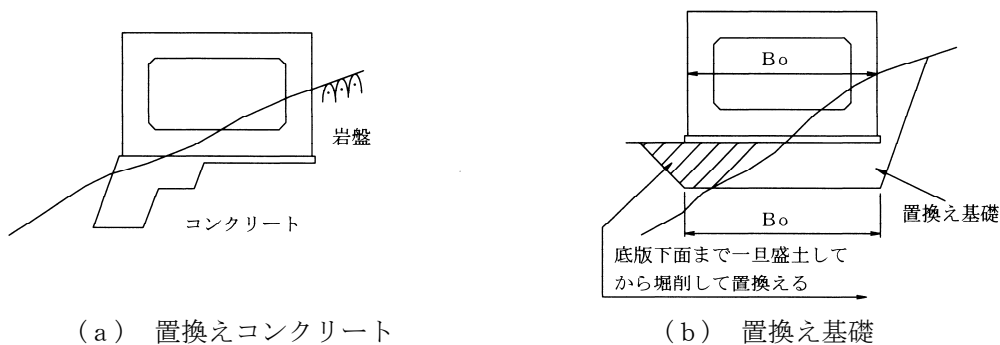 岩盤
コンクリート
(a) 置換えコンクリート
Bo
置換え基礎
Bo
底版下面まで一旦盛土して
から堀削して置換える
(b) 置換え基礎